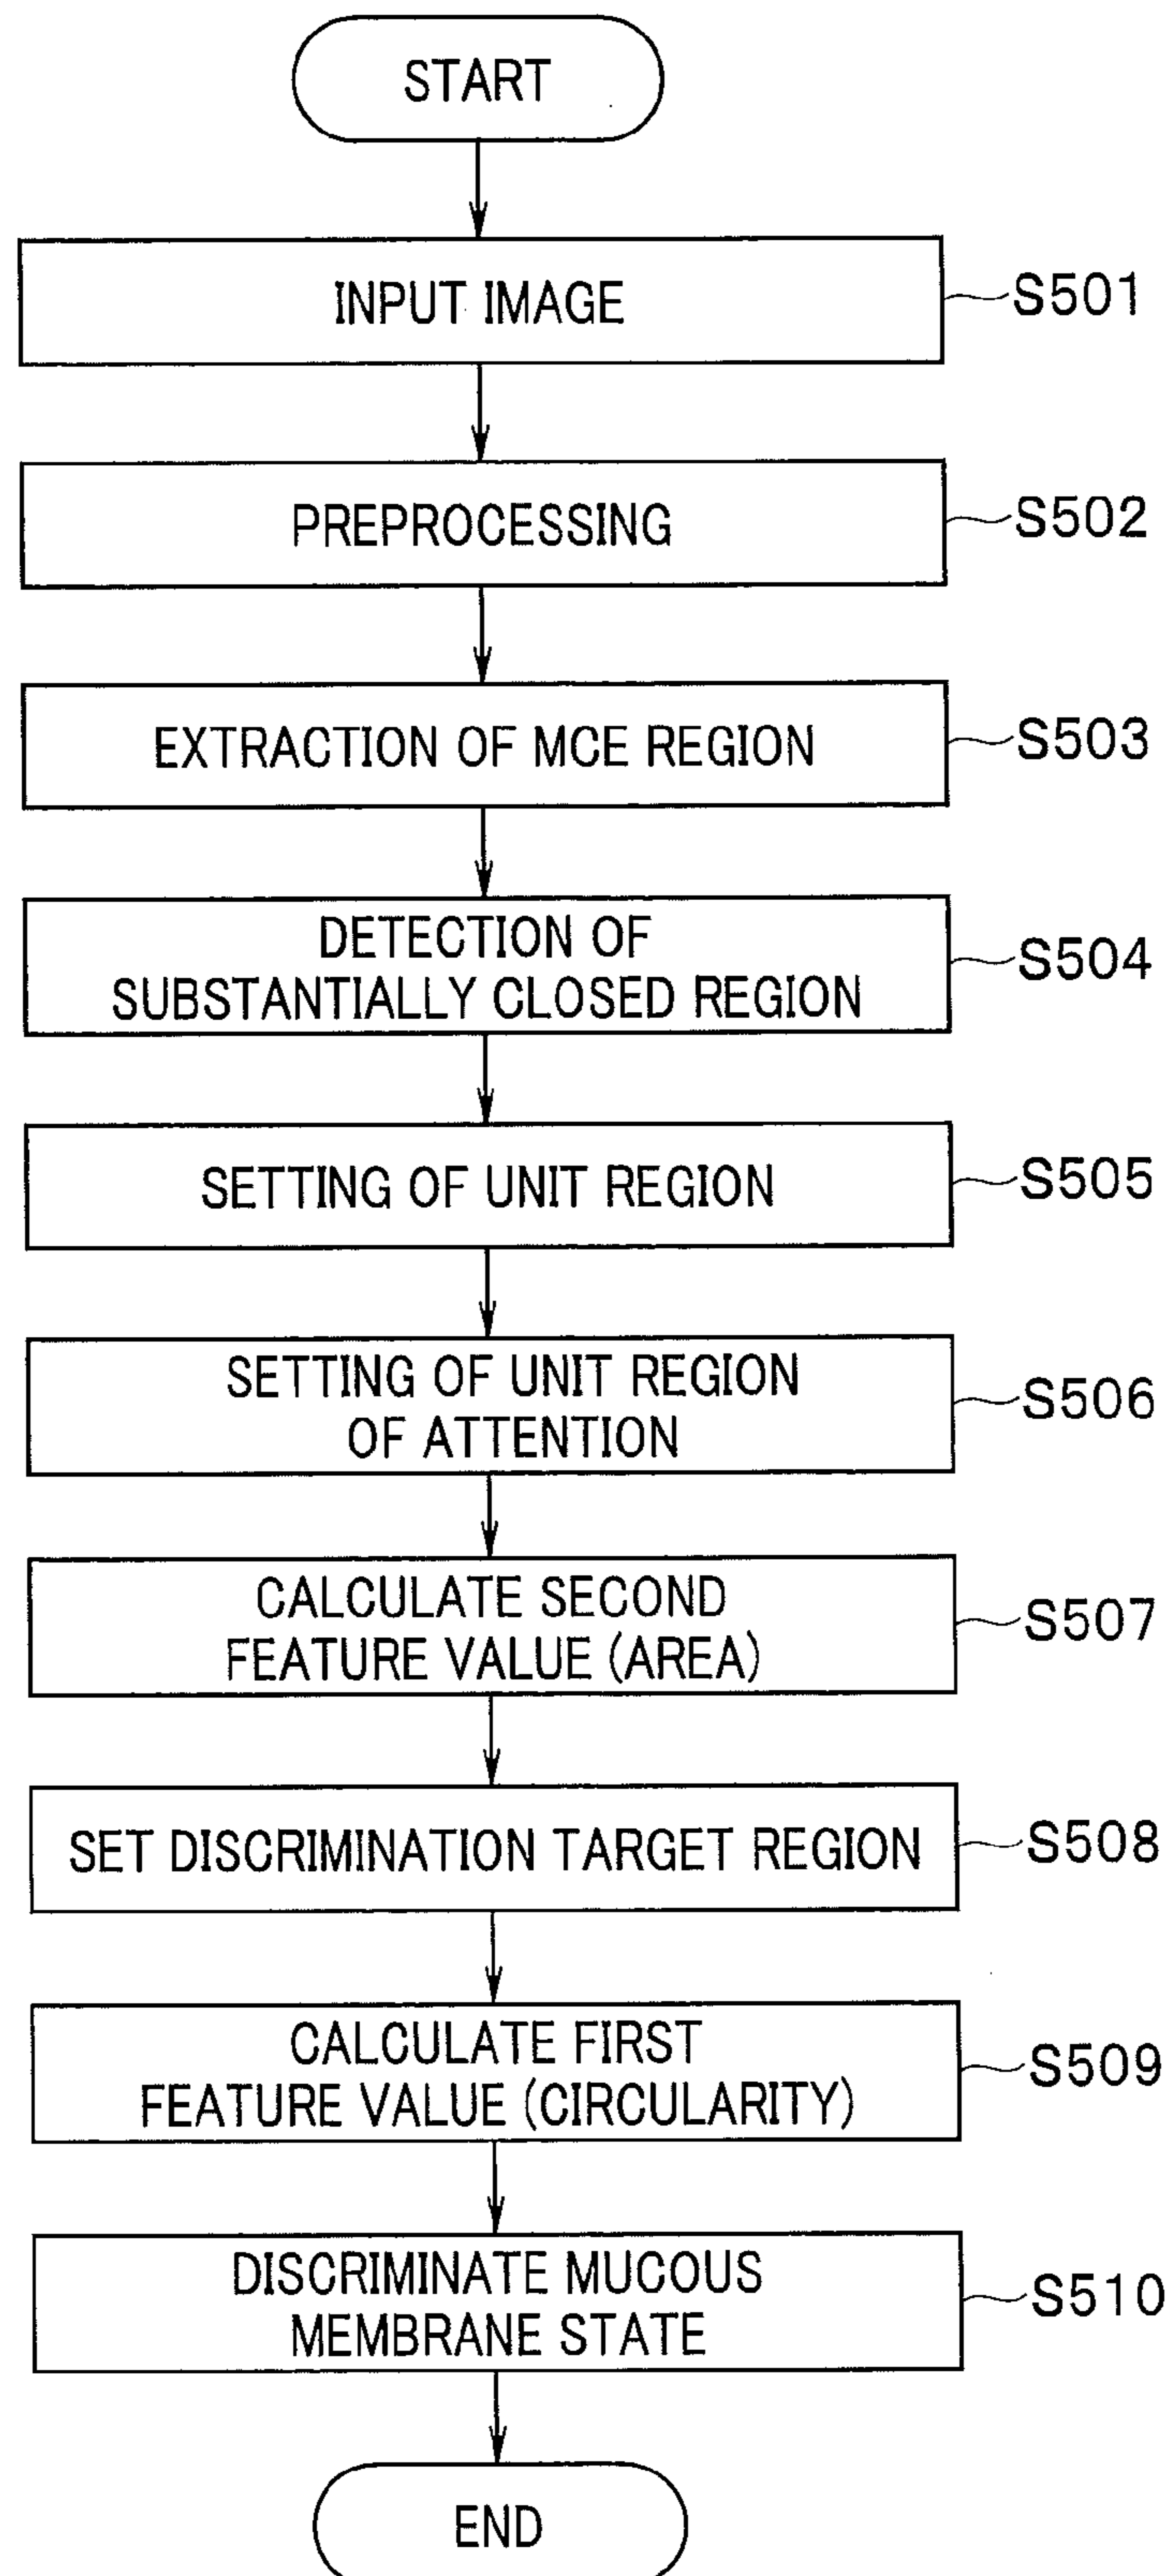 START
INPUT IMAGE
S501
PREPROCESSING
S502
EXTRACTION OF MCE REGION
S503
DETECTION OF
SUBSTANTIALLY CLOSED REGION
S504
SETTING OF UNIT REGION
S505
SETTING OF UNIT REGION
OF ATTENTION
S506
CALCULATE SECOND
FEATURE VALUE (AREA)
S507
SET DISCRIMINATION TARGET REGION
S508
CALCULATE FIRST
FEATURE VALUE (CIRCULARITY)
S509
DISCRIMINATE MUCOUS
MEMBRANE STATE
S510
END